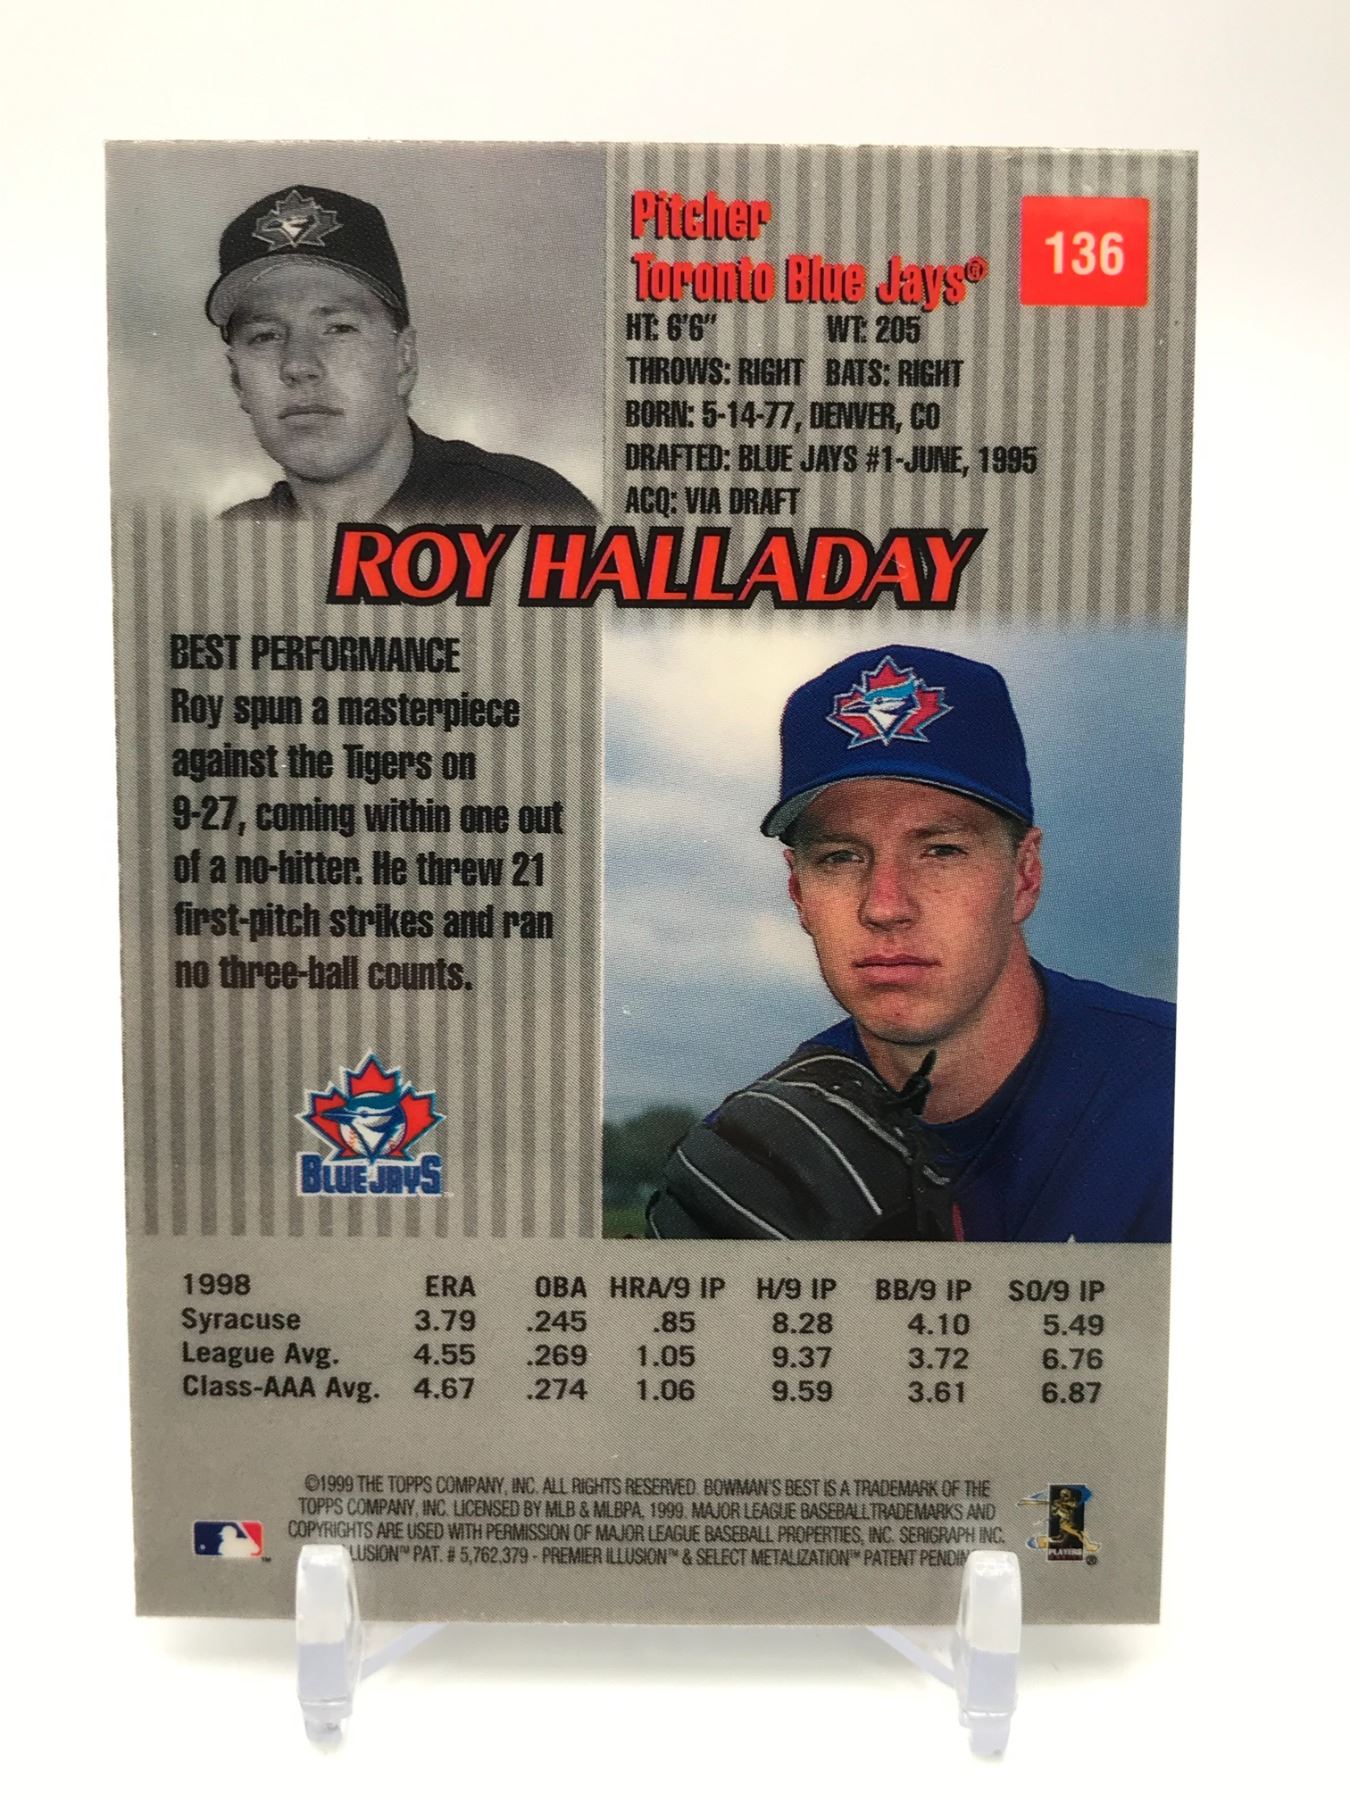 Pitcher
136
Toronto Blue Jays®
HT: 6'6" WT: 205
THROWS: RIGHT BATS: RIGHT
BORN: 5-14-77, DENVER, CO
DRAFTED: BLUE JAYS #1-JUNE, 1995
ACQ: VIA DRAFT
ROY HALLADAY
BEST PERFORMANCE
Roy spun a masterpiece
against the Tigers on
9-27, coming within one out
of a no-hitter. He threw 21
first-pitch strikes and ran
no three-ball counts.
BLUE JAYS
1998 ERA OBA HRA/9 IP H/9 IP BB/9 IP SO/9 IP
Syracuse 3.79 .245 .85 8.28 4.10 5.49
League Avg. 4.55 .269 1.05 9.37 3.72 6.76
Class-AAA Avg. 4.67 .274 1.06 9.59 3.61 6.87
©1999 THE TOPPS COMPANY, INC. ALL RIGHTS RESERVED. BOWMAN'S BEST IS A TRADEMARK OF THE
TOPPS COMPANY, INC. LICENSED BY MLB & MLBPA, 1999. MAJOR LEAGUE BASEBALL TRADEMARKS AND
COPYRIGHTS ARE USED WITH PERMISSION OF MAJOR LEAGUE BASEBALL PROPERTIES, INC. SERIGRAPH INC.
PAT. # 5,762,379 - PREMIER ILLUSION™ & SELECT METALIZATION™ PATENT
PLAYERS